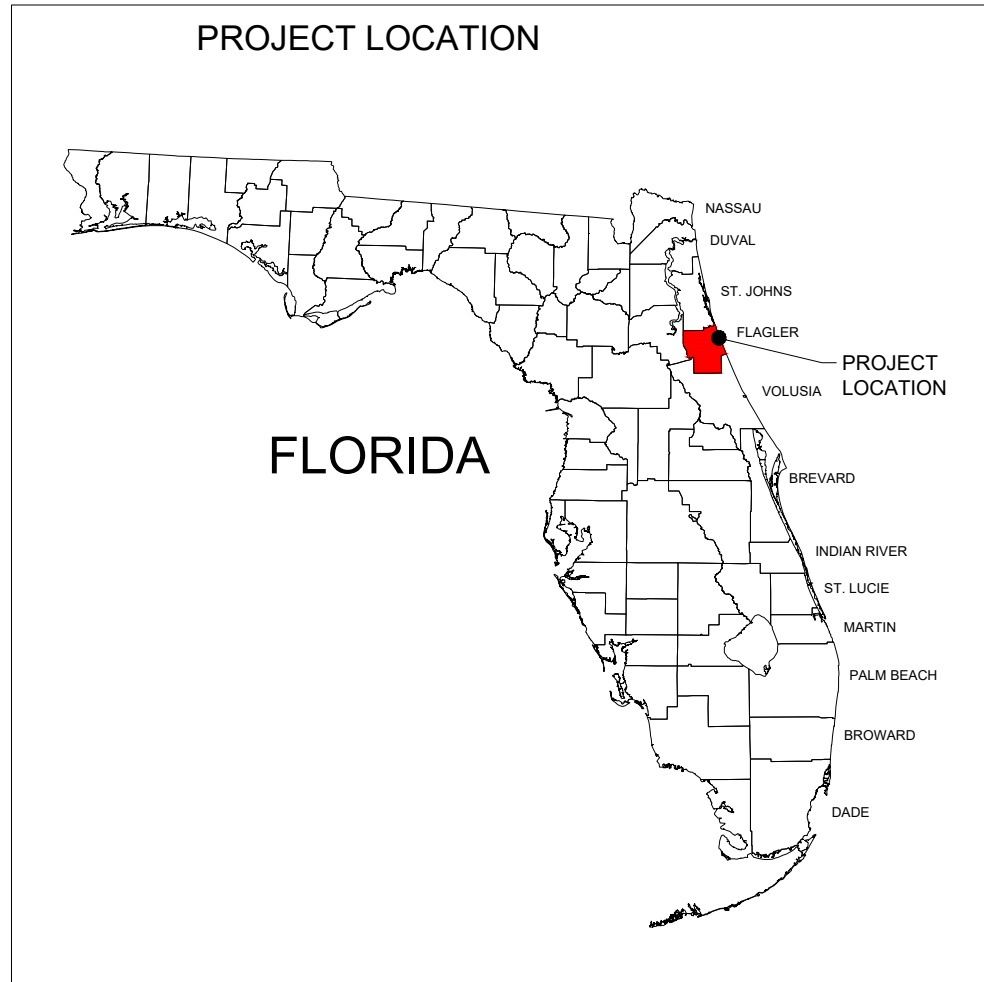 PROJECT LOCATION
NASSAU
DUVAL
ST. JOHNS
FLAGLER
PROJECT
LOCATION
VOLUSIA
FLORIDA
BREVARD
INDIAN RIVER
ST. LUCIE
MARTIN
PALM BEACH
BROWARD
DADE